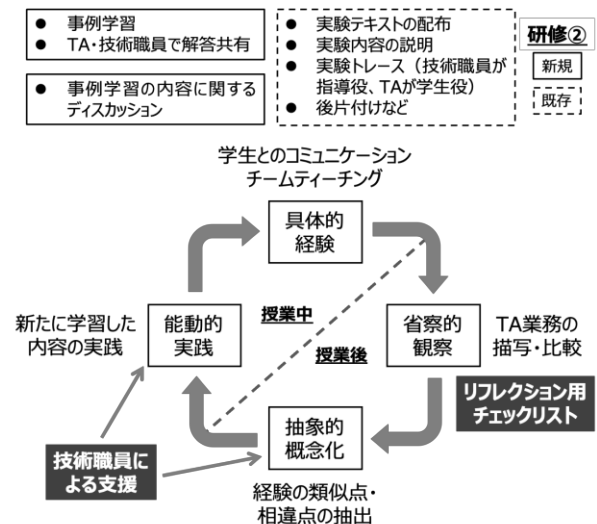 ● 事例学習
● TA・技術職員で解答共有
● 事例学習の内容に関する
ディスカッション
● 実験テキストの配布
● 実験内容の説明
● 実験トレース（技術職員が
指導役、TAが学生役）
● 後片付けなど
研修②
新規
既存
学生とのコミュニケーション
チームティーチング
具体的
経験
新たに学習した
内容の実践
能動的
実践
授業中
授業後
省察的
観察
TA業務の
描写・比較
リフレクション用
チェックリスト
抽象的
概念化
技術職員に
よる支援
経験の類似点・
相違点の抽出